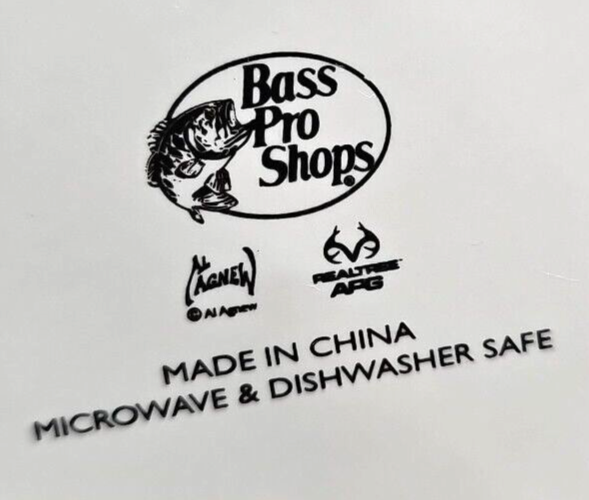 Bass
Pro
Shops
AL
AGNEW
© Al Agnew
REALTREE
APG
MADE IN CHINA
MICROWAVE & DISHWASHER SAFE